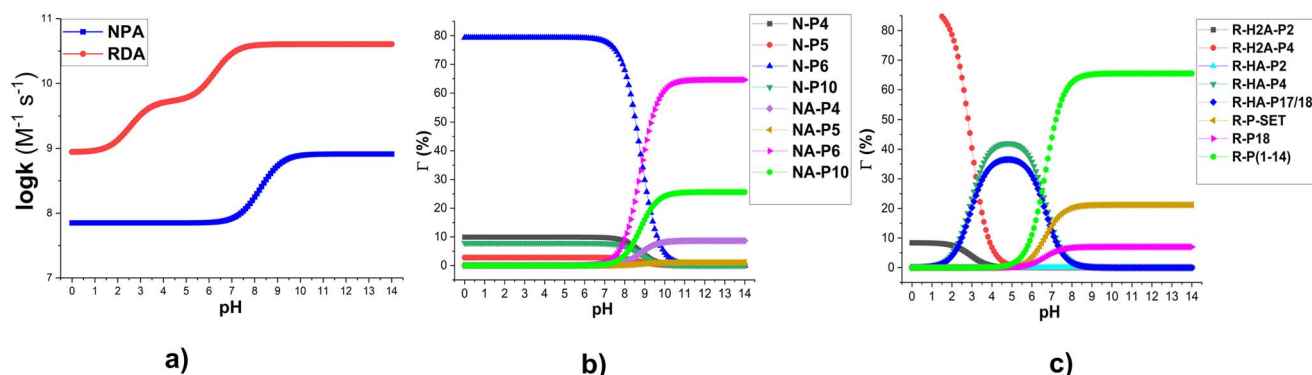 11
10
9
8
7
logk (M⁻¹ s⁻¹)
NPA
RDA
0 1 2 3 4 5 6 7 8 9 10 11 12 13 14
pH
a)
80
70
60
50
40
30
20
10
0
Γ (%)
N-P4
N-P5
N-P6
N-P10
NA-P4
NA-P5
NA-P6
NA-P10
0 1 2 3 4 5 6 7 8 9 10 11 12 13 14
pH
b)
80
70
60
50
40
30
20
10
0
Γ (%)
R-H2A-P2
R-H2A-P4
R-HA-P2
R-HA-P4
R-HA-P17/18
R-P-SET
R-P18
R-P(1-14)
0 1 2 3 4 5 6 7 8 9 10 11 12 13 14
pH
c)